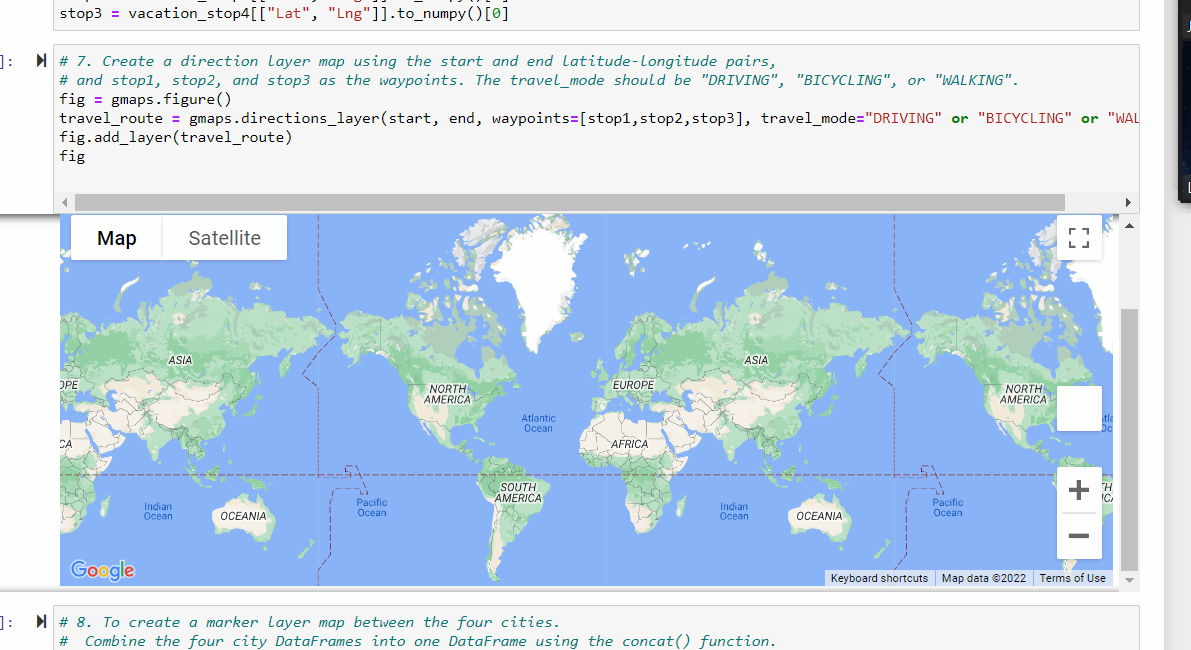 stop3 = vacation_stop4[["Lat", "Lng"]].to_numpy()[0]
]:
# 7. Create a direction layer map using the start and end latitude-longitude pairs,
# and stop1, stop2, and stop3 as the waypoints. The travel_mode should be "DRIVING", "BICYCLING", or "WALKING".
fig = gmaps.figure()
travel_route = gmaps.directions_layer(start, end, waypoints=[stop1,stop2,stop3], travel_mode="DRIVING" or "BICYCLING" or "WAL
fig.add_layer(travel_route)
fig
Map Satellite
ASIA
ASIA
OPE
NORTH
AMERICA
EUROPE
NORTH
AMERICA
Atlantic
Ocean
CA
AFRICA
SOUTH
AMERICA
Indian
Ocean
OCEANIA
Pacific
Ocean
Indian
Ocean
OCEANIA
Pacific
Ocean
Google
Keyboard shortcuts Map data ©2022 Terms of Use
]:
# 8. To create a marker layer map between the four cities.
#  Combine the four city DataFrames into one DataFrame using the concat() function.